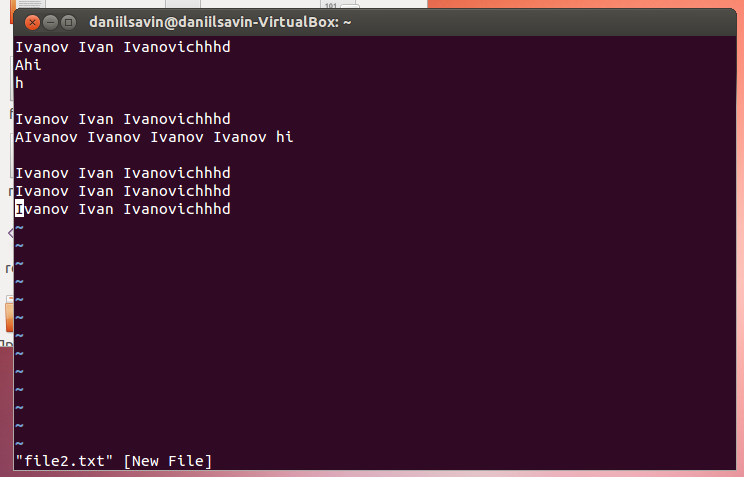 daniilsavin@daniilsavin-VirtualBox: ~
Ivanov Ivan Ivanovichhhd
Ahi
h
Ivanov Ivan Ivanovichhhd
AIvanov Ivanov Ivanov Ivanov hi
Ivanov Ivan Ivanovichhhd
Ivanov Ivan Ivanovichhhd
Ivanov Ivan Ivanovichhhd
~
~
~
~
~
~
~
~
~
~
~
~
~
"file2.txt" [New File]